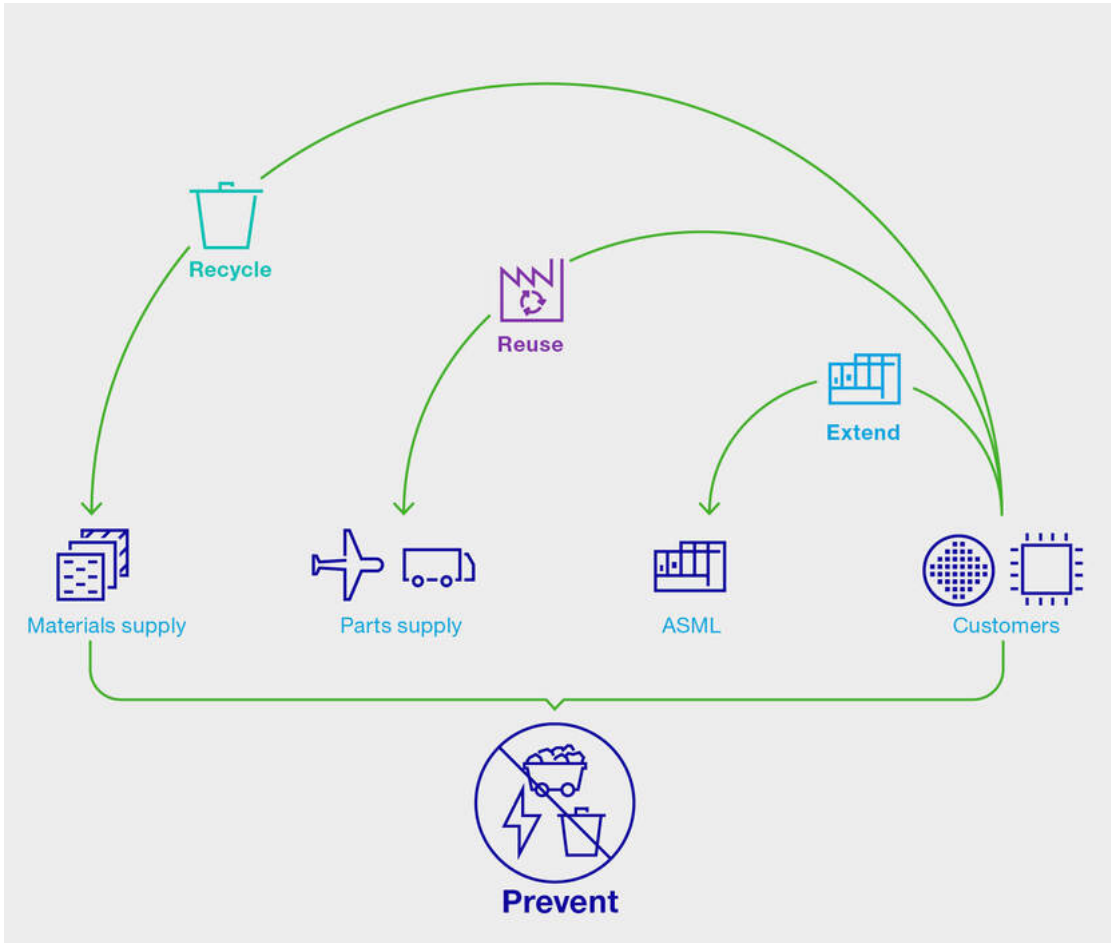 Recycle
Reuse
Extend
Materials supply
Parts supply
ASML
Customers
Prevent